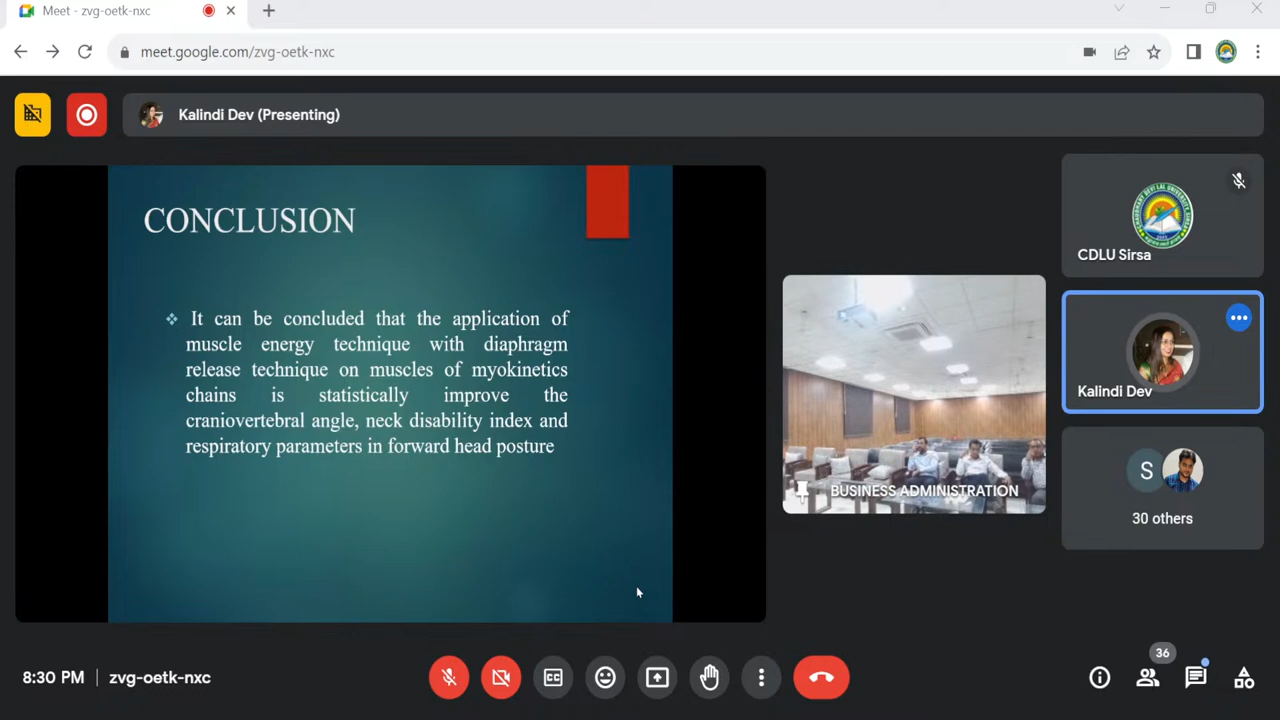 Meet - zvg-oetk-nxc
meet.google.com/zvg-oetk-nxc
Kalindi Dev (Presenting)
CONCLUSION
❖ It can be concluded that the application of
muscle energy technique with diaphragm
release technique on muscles of myokinetics
chains is statistically improve the
craniovertebral angle, neck disability index and
respiratory parameters in forward head posture
BUSINESS ADMINISTRATION
CDLU Sirsa
Kalindi Dev
S
30 others
8:30 PM | zvg-oetk-nxc
CC
36